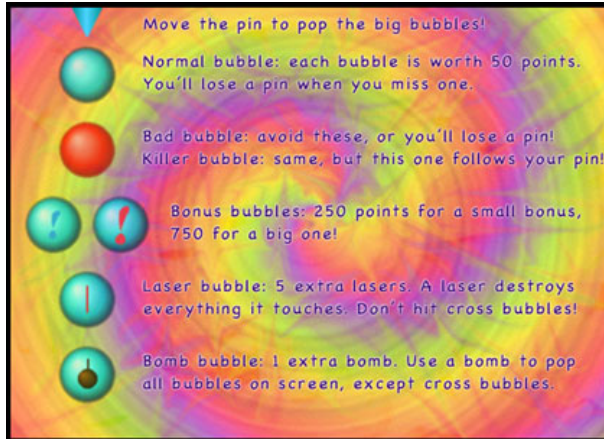 Move the pin to pop the big bubbles!
Normal bubble: each bubble is worth 50 points.
You'll lose a pin when you miss one.
Bad bubble: avoid these, or you'll lose a pin!
Killer bubble: same, but this one follows your pin!
Bonus bubbles: 250 points for a small bonus,
750 for a big one!
Laser bubble: 5 extra lasers. A laser destroys
everything it touches. Don't hit cross bubbles!
Bomb bubble: 1 extra bomb. Use a bomb to pop
all bubbles on screen, except cross bubbles.